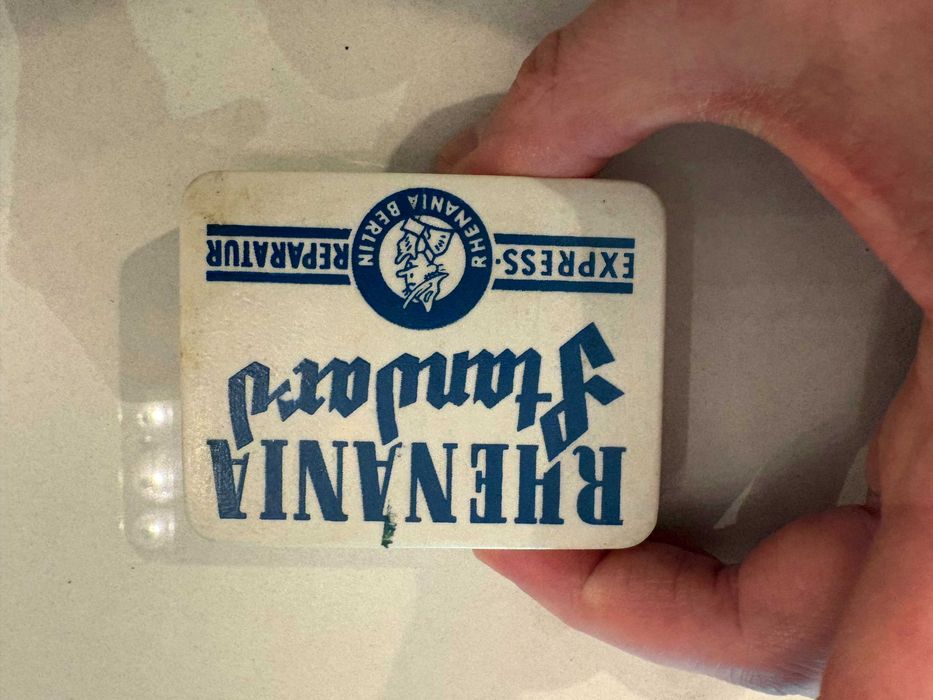 RHENANIA
Standard
EXPRESS-REPARATUR
RHENANIA BERLIN